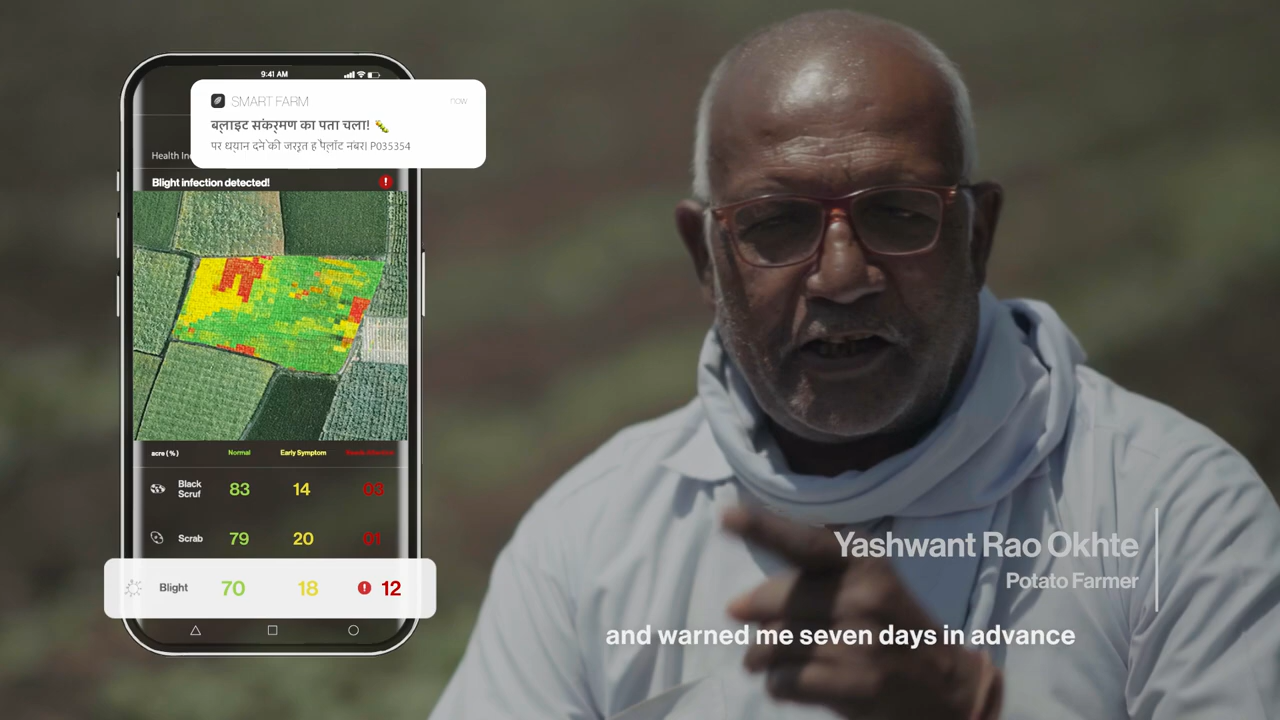 9:41 AM
SMART FARM
now
ब्लाइट संक्रमण का पता चला!
पर ध्यान देने की जरूरत है प्लॉट नंबर। P035354
Health In
Blight infection detected!
acre (%) Normal Early Symptom
Black Scruf 83 14 03
Scrab 79 20 01
Blight 70 18 12
Yashwant Rao Okhte
Potato Farmer
and warned me seven days in advance